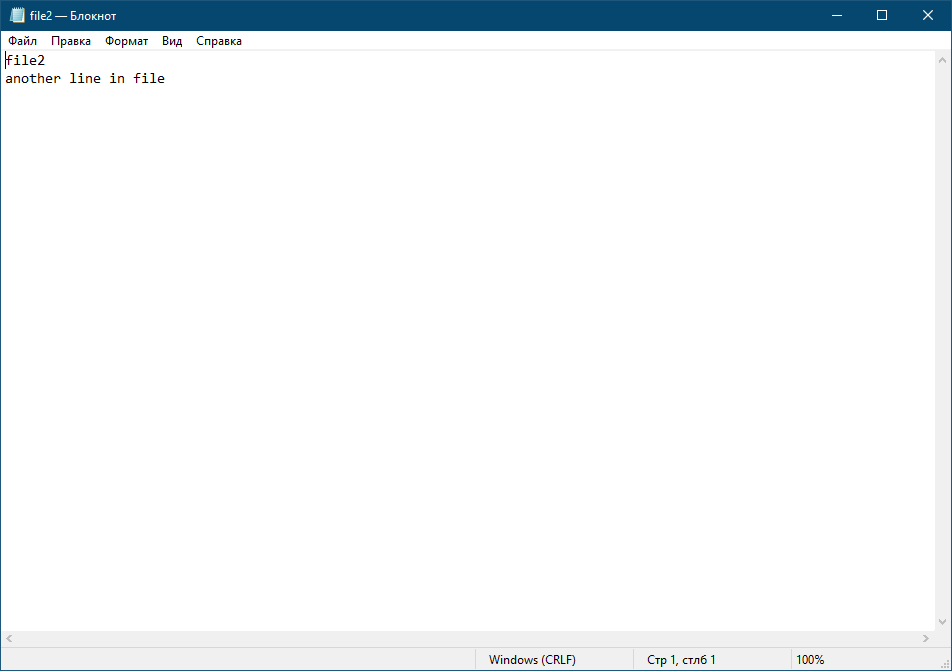 file2 — Блокнот
Файл Правка Формат Вид Справка
file2
another line in file
Windows (CRLF) Стр 1, стлб 1 100%